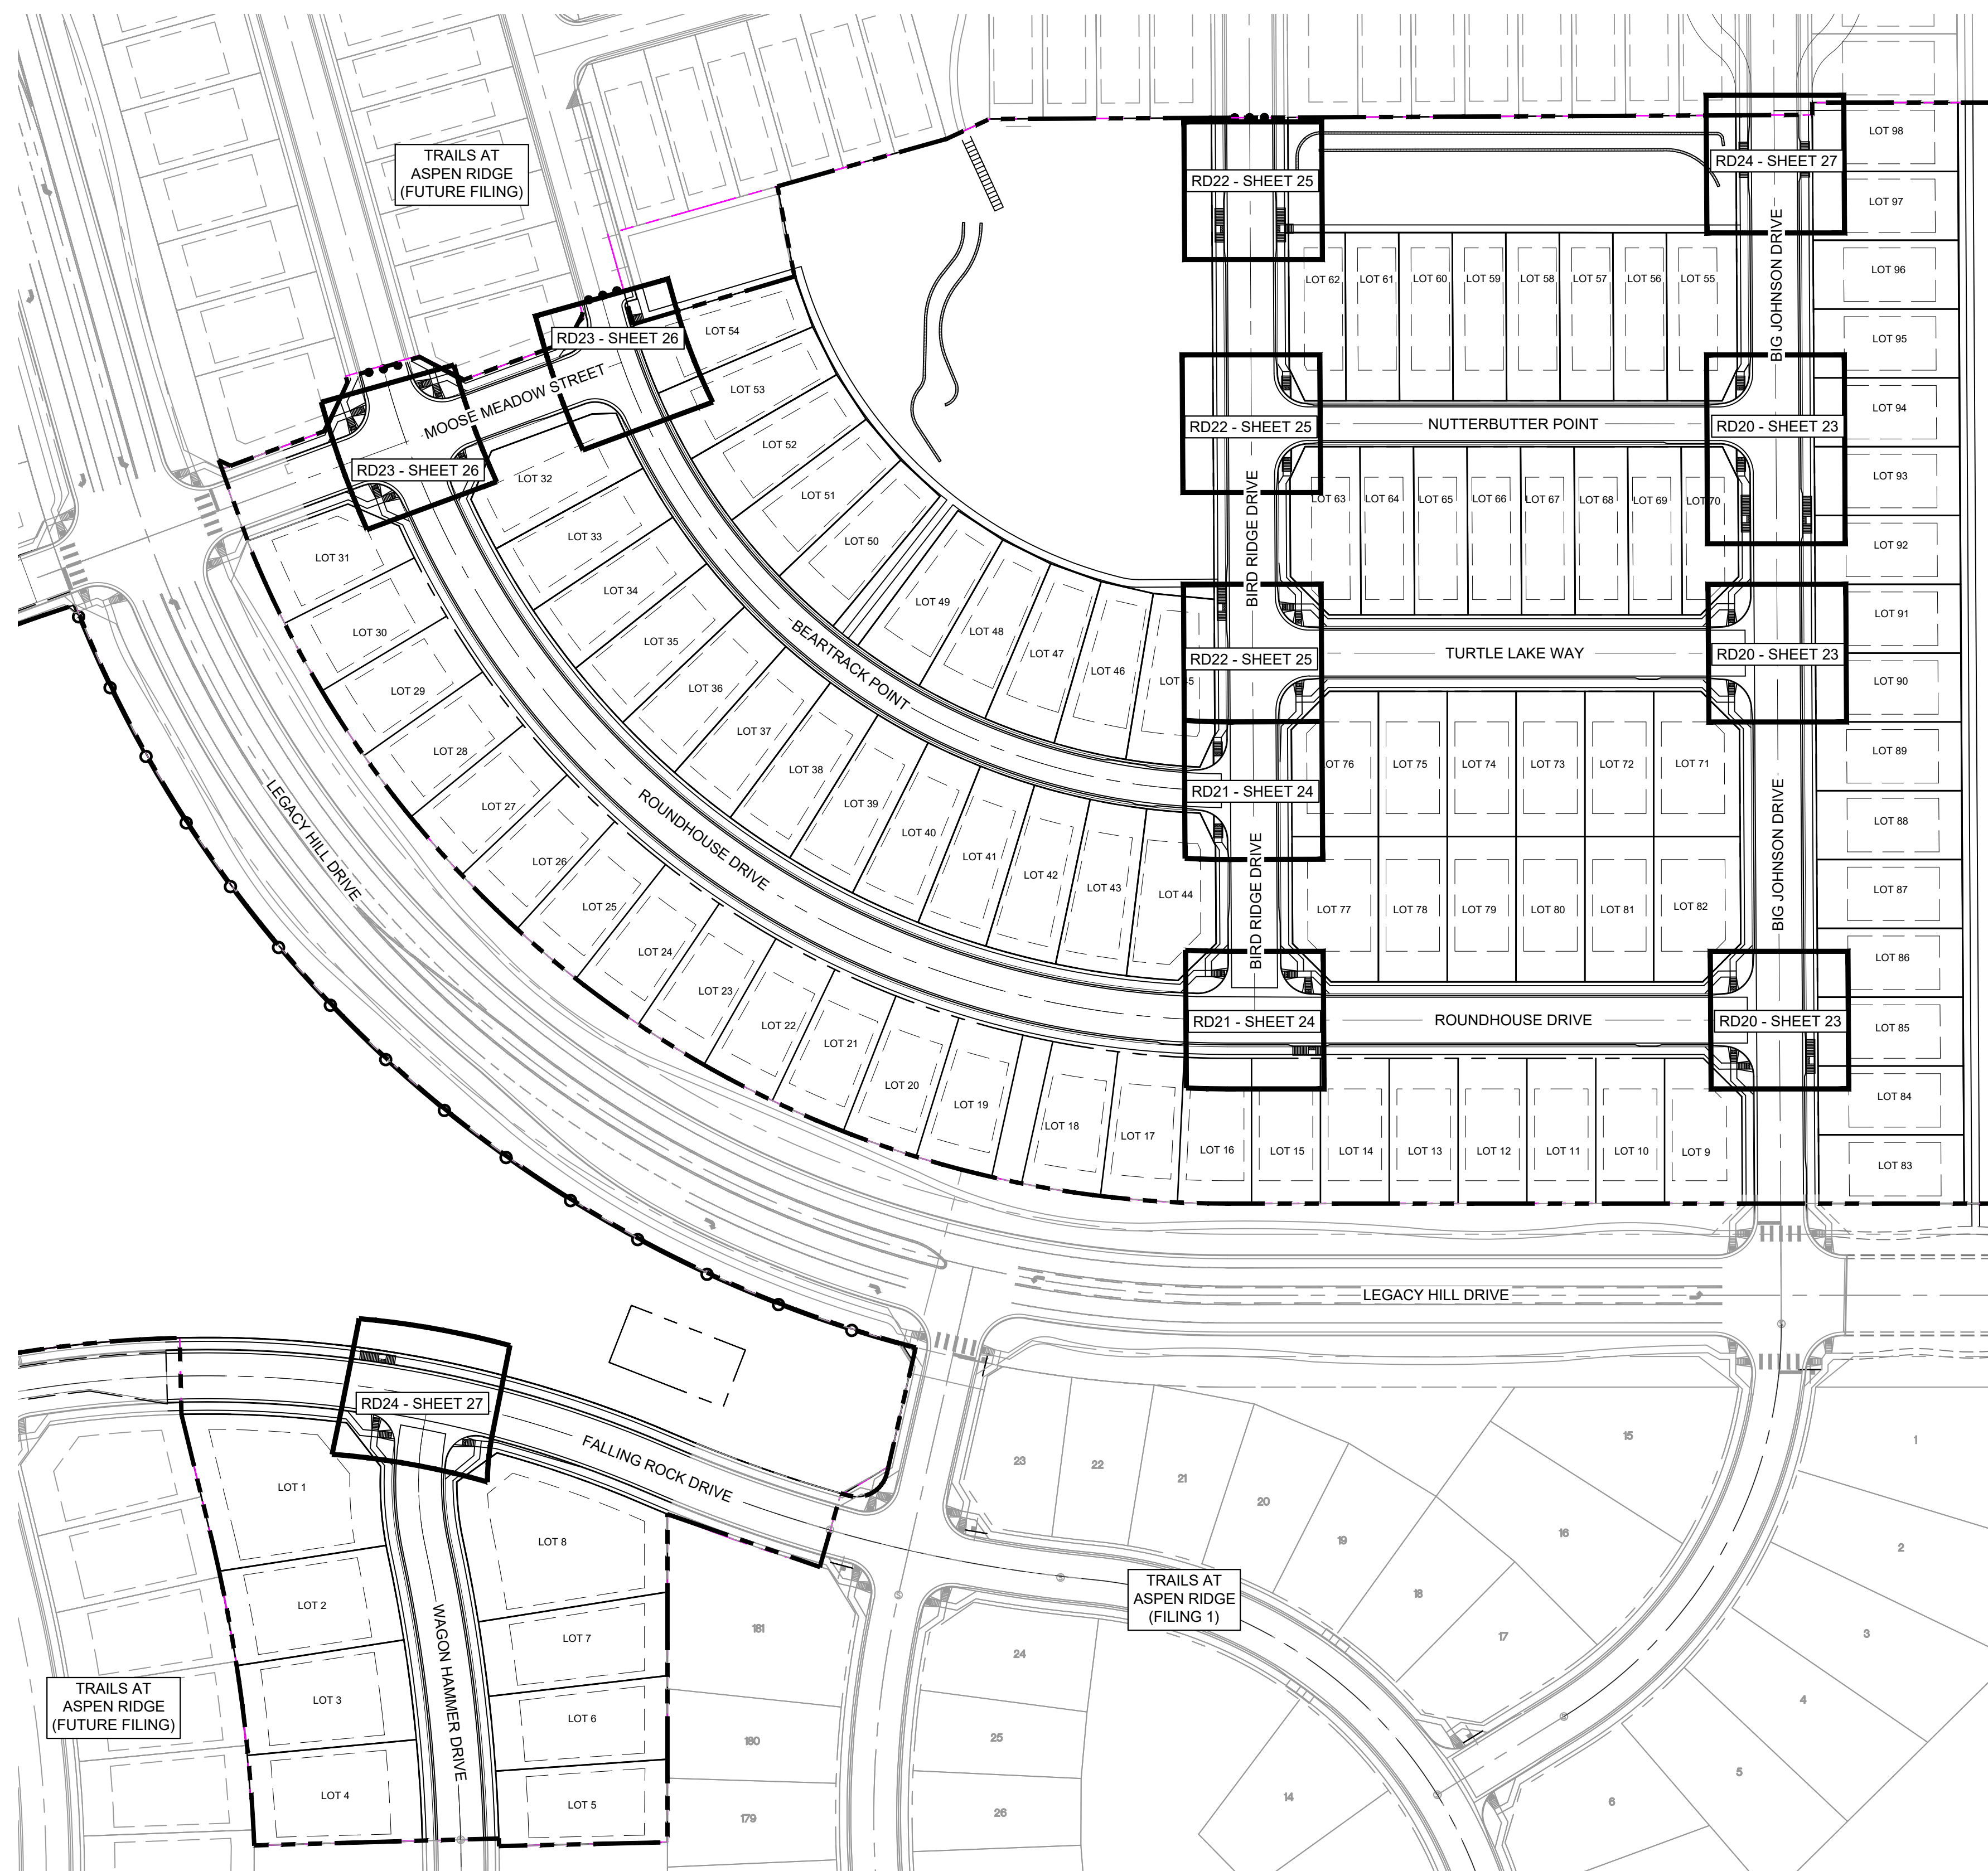 TRAILS AT
ASPEN RIDGE
(FUTURE FILING)
RD22 - SHEET 25
RD24 - SHEET 27
LOT 98
LOT 97
LOT 96
LOT 95
LOT 94
LOT 93
LOT 92
LOT 91
LOT 90
LOT 89
LOT 88
LOT 87
LOT 86
LOT 85
LOT 84
LOT 83
BIG JOHNSON DRIVE
LOT 62
LOT 61
LOT 60
LOT 59
LOT 58
LOT 57
LOT 56
LOT 55
RD23 - SHEET 26
LOT 54
LOT 53
LOT 52
LOT 51
LOT 50
MOOSE MEADOW STREET
RD23 - SHEET 26
RD22 - SHEET 25
NUTTERBUTTER POINT
RD20 - SHEET 23
BIRD RIDGE DRIVE
LOT 63
LOT 64
LOT 65
LOT 66
LOT 67
LOT 68
LOT 69
LOT 70
LOT 32
LOT 33
LOT 34
LOT 35
LOT 36
LOT 37
LOT 38
LOT 39
LOT 40
LOT 41
LOT 42
LOT 43
LOT 44
LOT 49
LOT 48
LOT 47
LOT 46
BEARTRACK POINT
RD22 - SHEET 25
TURTLE LAKE WAY
RD20 - SHEET 23
RD21 - SHEET 24
OT 76
LOT 75
LOT 74
LOT 73
LOT 72
LOT 71
BIRD RIDGE DRIVE
BIG JOHNSON DRIVE
LOT 77
LOT 78
LOT 79
LOT 80
LOT 81
LOT 82
RD21 - SHEET 24
ROUNDHOUSE DRIVE
RD20 - SHEET 23
LOT 31
LOT 30
LOT 29
LOT 28
LOT 27
LOT 26
LOT 25
LOT 24
LOT 23
LOT 22
LOT 21
LOT 20
LOT 19
LOT 18
LOT 17
LOT 16
LOT 15
LOT 14
LOT 13
LOT 12
LOT 11
LOT 10
LOT 9
ROUNDHOUSE DRIVE
LEGACY HILL DRIVE
LEGACY HILL DRIVE
RD24 - SHEET 27
FALLING ROCK DRIVE
LOT 1
LOT 2
LOT 3
LOT 4
WAGON HAMMER DRIVE
LOT 8
LOT 7
LOT 6
LOT 5
TRAILS AT
ASPEN RIDGE
(FUTURE FILING)
TRAILS AT
ASPEN RIDGE
(FILING 1)
23
22
21
20
19
18
17
16
15
1
2
3
4
5
6
14
24
25
26
181
180
179